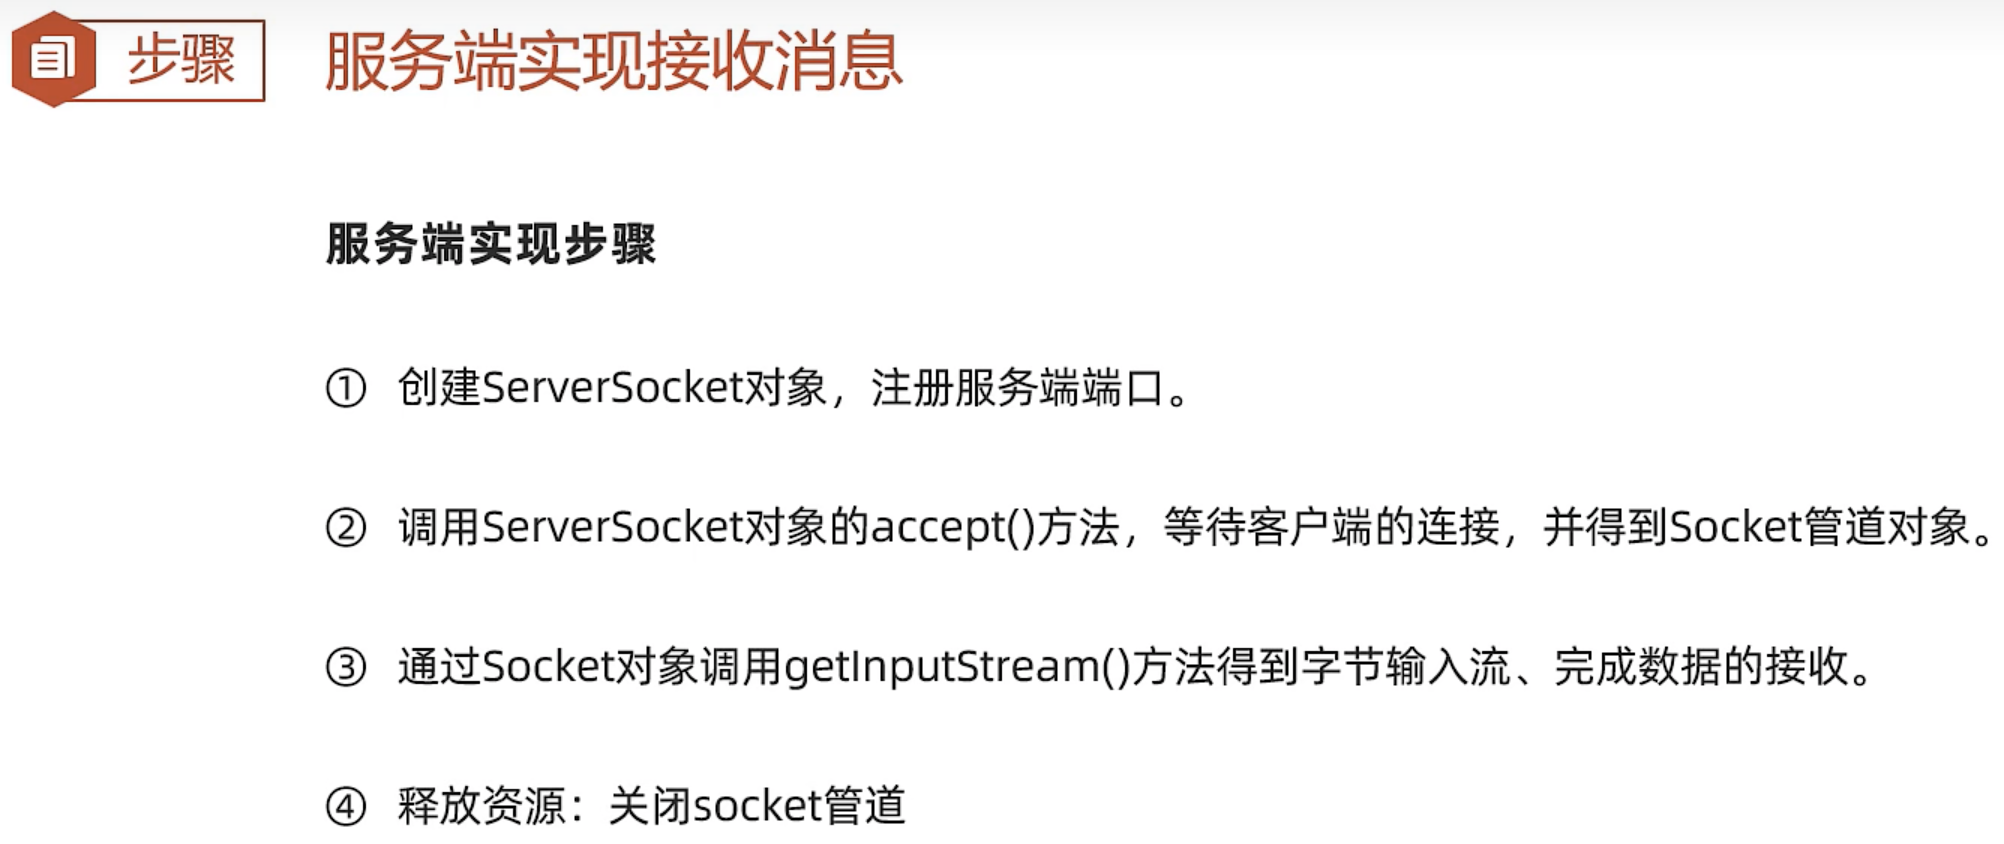 步骤
服务端实现接收消息
服务端实现步骤
① 创建ServerSocket对象，注册服务端端口。
② 调用ServerSocket对象的accept()方法，等待客户端的连接，并得到Socket管道对象。
③ 通过Socket对象调用getInputStream()方法得到字节输入流、完成数据的接收。
④ 释放资源：关闭socket管道